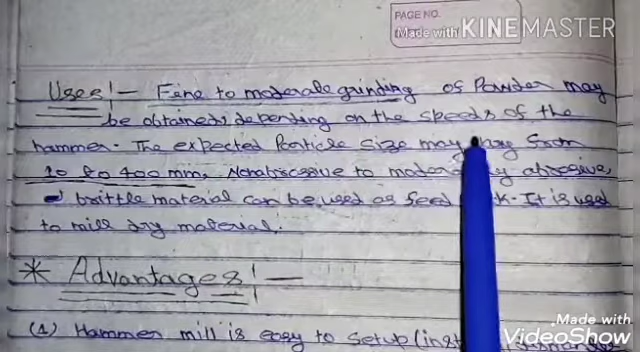 PAGE NO.
Made with KINEMASTER
Uses:- Fine to moderate grinding of Powder may
be obtained depending on the speeds of the
hammer. The expected Particle Size may vary from
10 to 400 mm, Nonabrassive to moderately abrosive,
brittle material can be used as feed. It is used
to mill dry material.
* Advantages:-
(1) Hammer mill is easy to setup
Made with
VideoShow